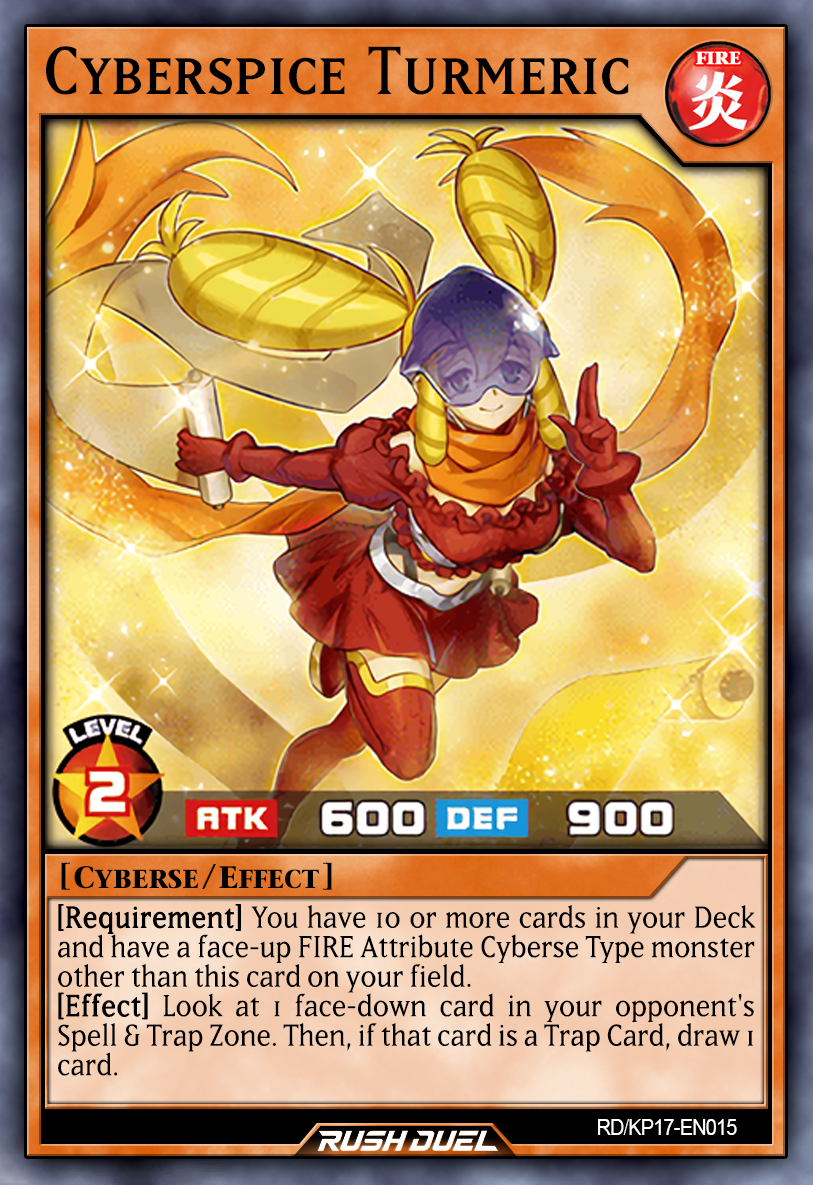 Cyberspice Turmeric
FIRE
炎
LEVEL
2
ATK 600 DEF 900
[Cyberse/Effect]
[Requirement] You have 10 or more cards in your Deck
and have a face-up FIRE Attribute Cyberse Type monster
other than this card on your field.
[Effect] Look at 1 face-down card in your opponent's
Spell & Trap Zone. Then, if that card is a Trap Card, draw 1
card.
RD/KP17-EN015
RUSH DUEL